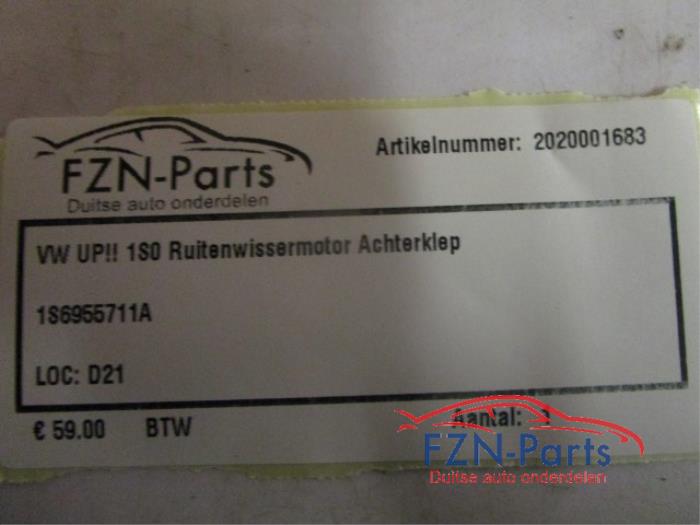 FZN-Parts
Duitse auto onderdelen
Artikelnummer: 2020001683
VW UP!! 1S0 Ruitenwissermotor Achterklep
1S6955711A
LOC: D21
€ 59.00 BTW
Aantal: 1
FZN-Parts
Duitse auto onderdelen